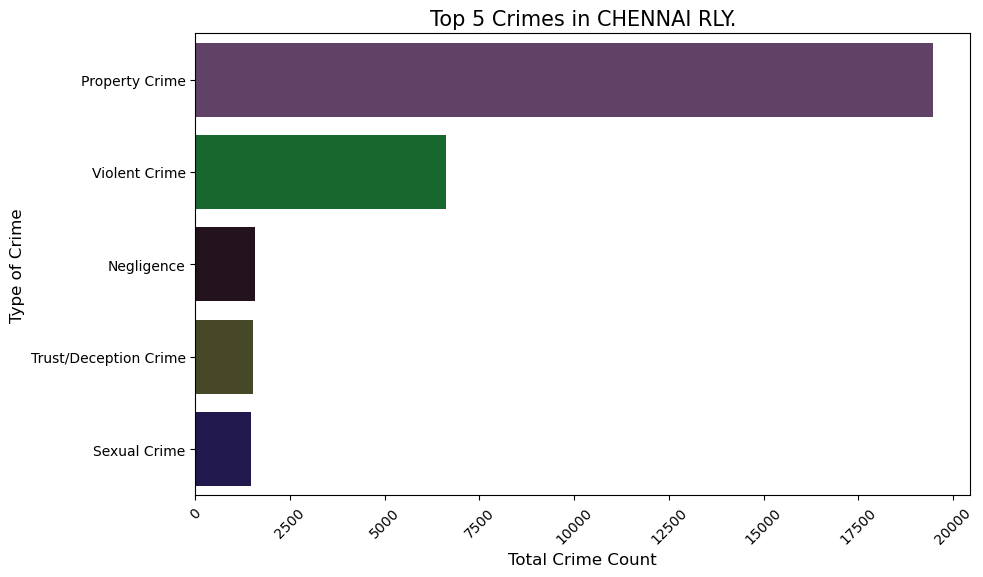 Top 5 Crimes in CHENNAI RLY.
Type of Crime
Property Crime
Violent Crime
Negligence
Trust/Deception Crime
Sexual Crime
0
2500
5000
7500
10000
12500
15000
17500
20000
Total Crime Count